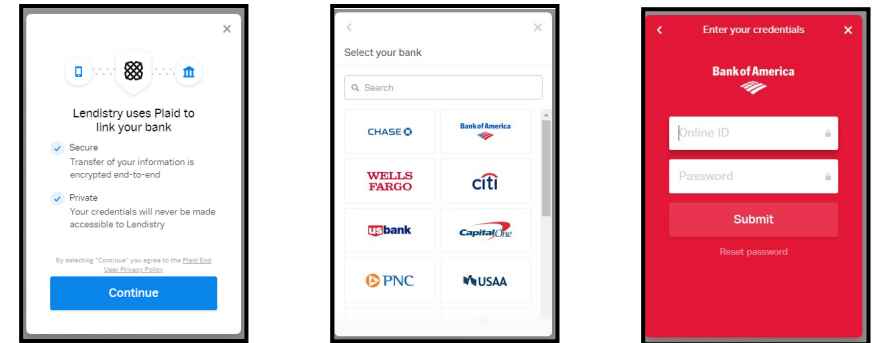 Lendistry uses Plaid to
link your bank
Secure
Transfer of your information is
encrypted end-to-end
Private
Your credentials will never be made
accessible to Lendistry
By selecting "Continue" you agree to the Plaid End
User Privacy Policy
Continue
Select your bank
Search
CHASE
Bank of America
WELLS
FARGO
citi
usbank
Capital One
PNC
USAA
Enter your credentials
Bank of America
Online ID
Password
Submit
Reset password